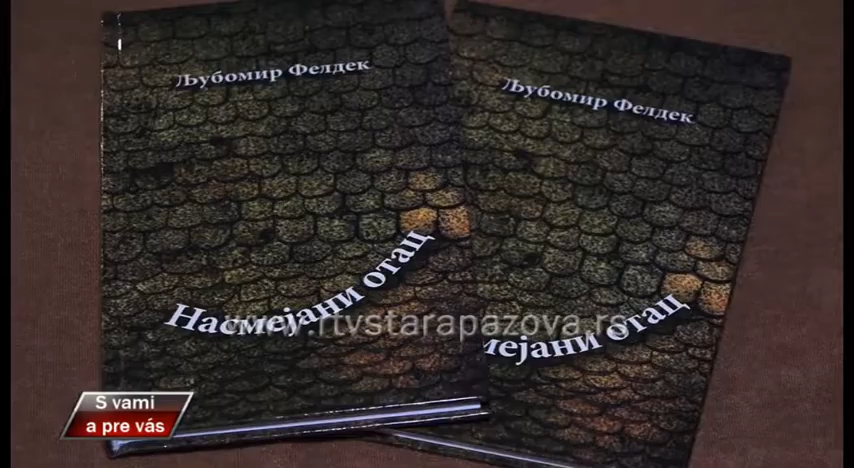 Љубомир Фелдек
Насмејани отац
Љубомир Фелдек
мејани отац
www.rtvstarapazova.rs
S vami
a pre vás